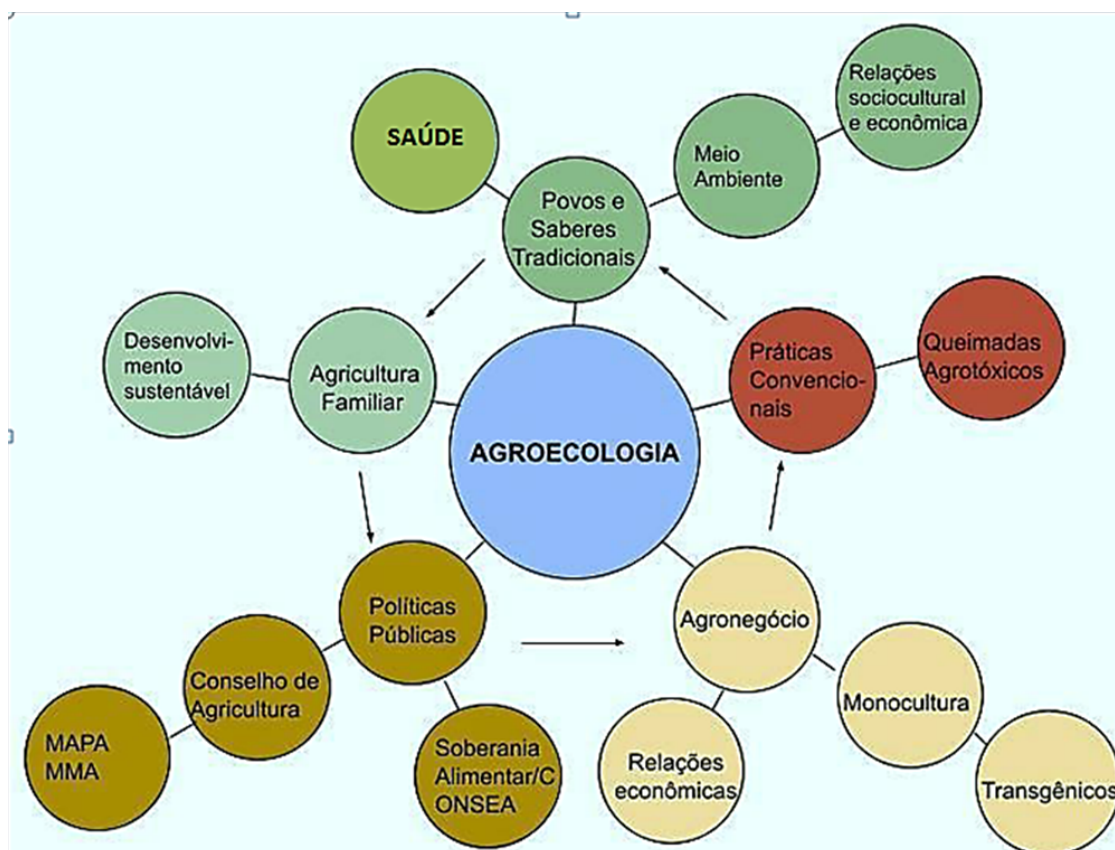 SAÚDE
Relações
sociocultural
e econômica
Meio
Ambiente
Povos e
Saberes
Tradicionais
Desenvolvi-
mento
sustentável
Agricultura
Familiar
Práticas
Convencio-
nais
Queimadas
Agrotóxicos
AGROECOLOGIA
Políticas
Públicas
Agronegócio
Conselho de
Agricultura
Monocultura
MAPA
MMA
Soberania
Alimentar/C
ONSEA
Relações
econômicas
Transgênicos